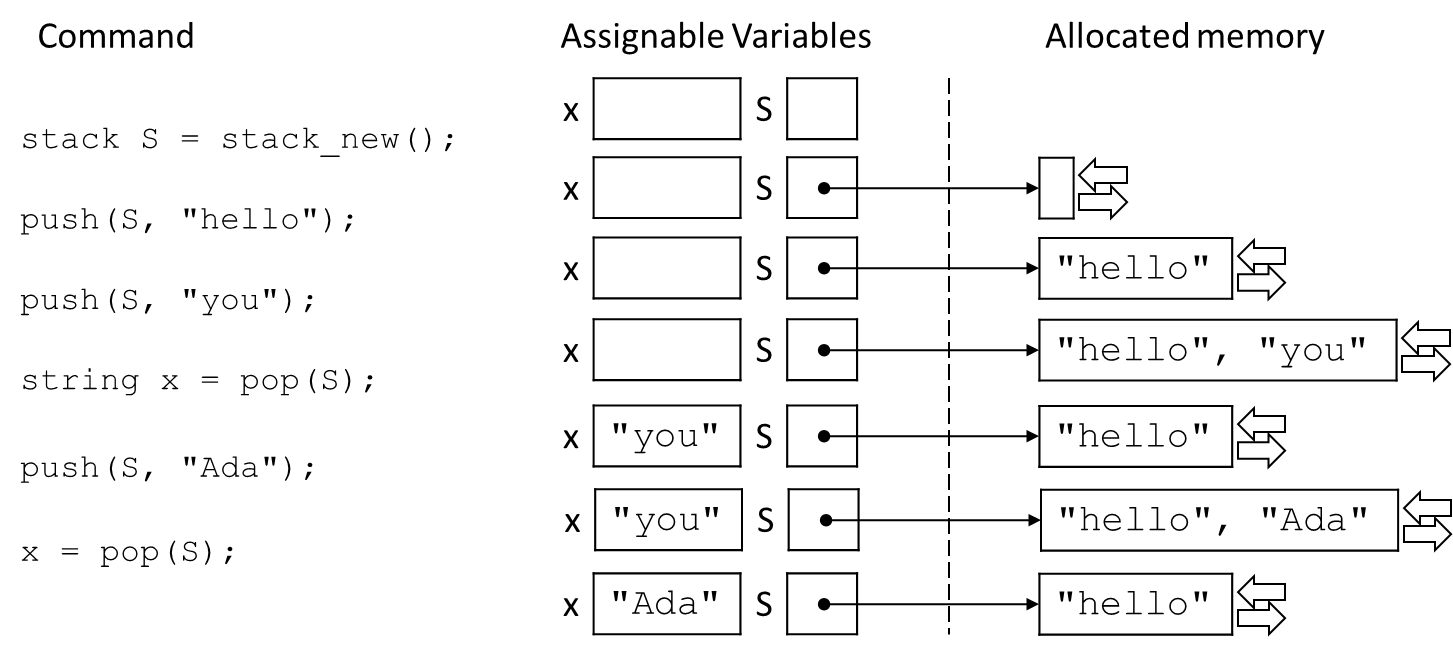 Command Assignable Variables Allocated memory
x S
stack S = stack_new();
x S
push(S, "hello");
x S "hello"
push(S, "you");
x S "hello", "you"
string x = pop(S);
x "you" S "hello"
push(S, "Ada");
x "you" S "hello", "Ada"
x = pop(S);
x "Ada" S "hello"